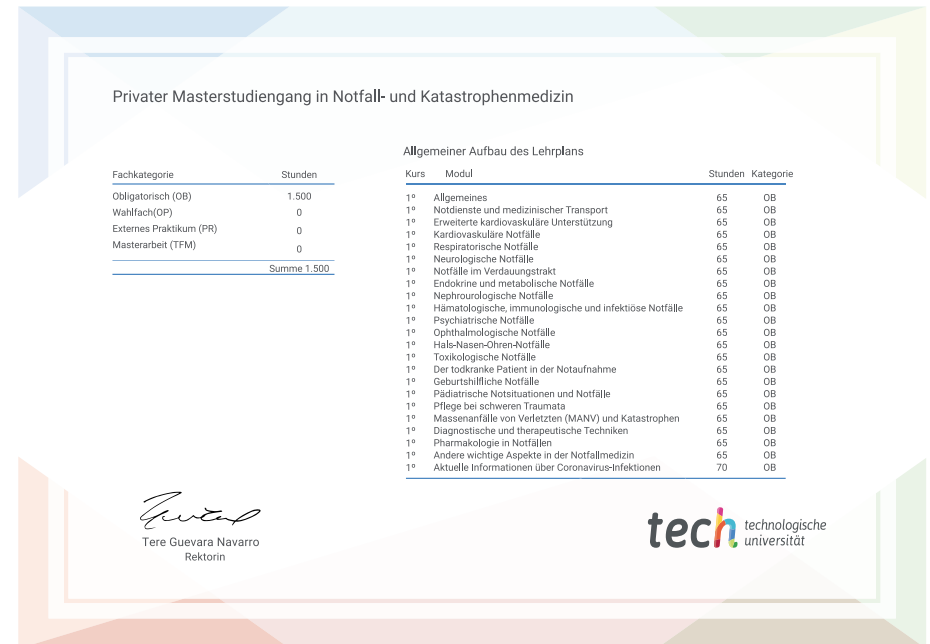 Privater Masterstudiengang in Notfall- und Katastrophenmedizin
Fachkategorie Stunden
Obligatorisch (OB) 1.500
Wahlfach(OP) 0
Externes Praktikum (PR) 0
Masterarbeit (TFM) 0
Summe 1.500
Allgemeiner Aufbau des Lehrplans
Kurs Modul Stunden Kategorie
1º Allgemeines 65 OB
1º Notdienste und medizinischer Transport 65 OB
1º Erweiterte kardiovaskuläre Unterstützung 65 OB
1º Kardiovaskuläre Notfälle 65 OB
1º Respiratorische Notfälle 65 OB
1º Neurologische Notfälle 65 OB
1º Notfälle im Verdauungstrakt 65 OB
1º Endokrine und metabolische Notfälle 65 OB
1º Nephrourologische Notfälle 65 OB
1º Hämatologische, immunologische und infektiöse Notfälle 65 OB
1º Psychiatrische Notfälle 65 OB
1º Ophthalmologische Notfälle 65 OB
1º Hals-Nasen-Ohren-Notfälle 65 OB
1º Toxikologische Notfälle 65 OB
1º Der todkranke Patient in der Notaufnahme 65 OB
1º Geburtshilfliche Notfälle 65 OB
1º Pädiatrische Notsituationen und Notfälle 65 OB
1º Pflege bei schweren Traumata 65 OB
1º Massenanfälle von Verletzten (MANV) und Katastrophen 65 OB
1º Diagnostische und therapeutische Techniken 65 OB
1º Pharmakologie in Notfällen 65 OB
1º Andere wichtige Aspekte in der Notfallmedizin 65 OB
1º Aktuelle Informationen über Coronavirus-Infektionen 70 OB
Tere Guevara Navarro
Rektorin
tech technologische
universität